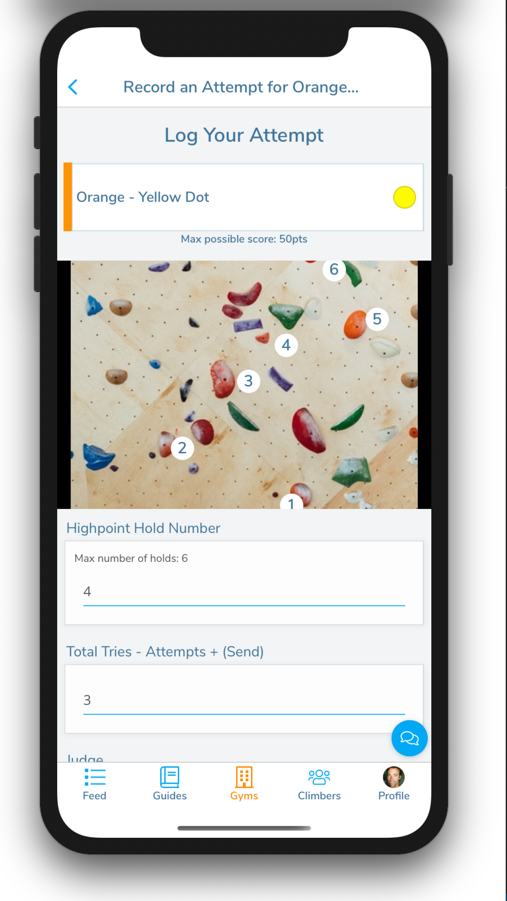 Record an Attempt for Orange...
Log Your Attempt
Orange - Yellow Dot
Max possible score: 50pts
6
5
4
3
2
1
Highpoint Hold Number
Max number of holds: 6
4
Total Tries - Attempts + (Send)
3
Judge
Feed
Guides
Gyms
Climbers
Profile